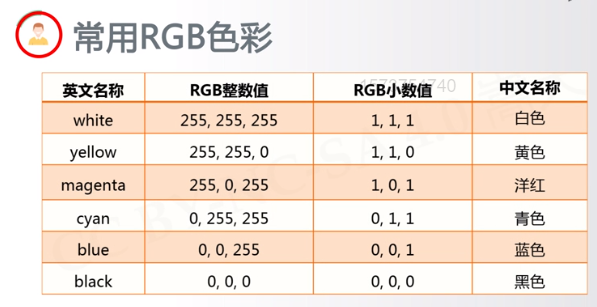 常用RGB色彩
英文名称 RGB整数值 RGB小数值 中文名称
white 255, 255, 255 1, 1, 1 白色
yellow 255, 255, 0 1, 1, 0 黄色
magenta 255, 0, 255 1, 0, 1 洋红
cyan 0, 255, 255 0, 1, 1 青色
blue 0, 0, 255 0, 0, 1 蓝色
black 0, 0, 0 0, 0, 0 黑色